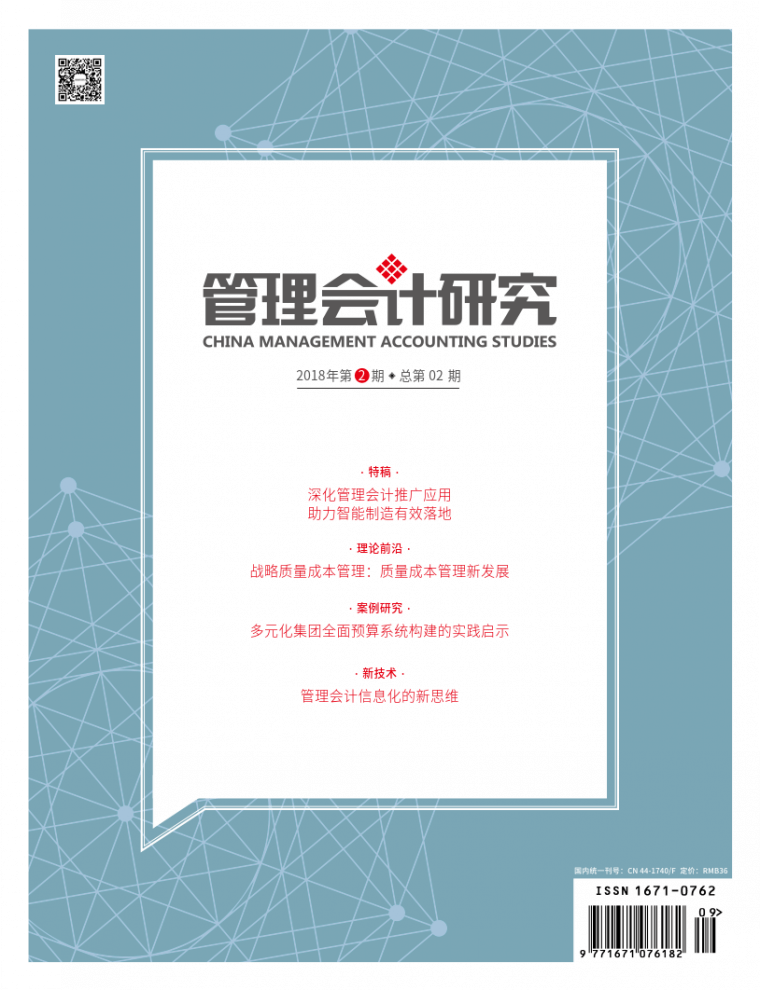 管理会计研究
CHINA MANAGEMENT ACCOUNTING STUDIES
2018年第2期◆总第 02 期
· 特稿 ·
深化管理会计推广应用
助力智能制造有效落地
· 理论前沿 ·
战略质量成本管理：质量成本管理新发展
· 案例研究 ·
多元化集团全面预算系统构建的实践启示
· 新技术 ·
管理会计信息化的新思维
国内统一刊号：CN 44-1740/F 定价：RMB36
ISSN 1671-0762
09>
9 771671 076182